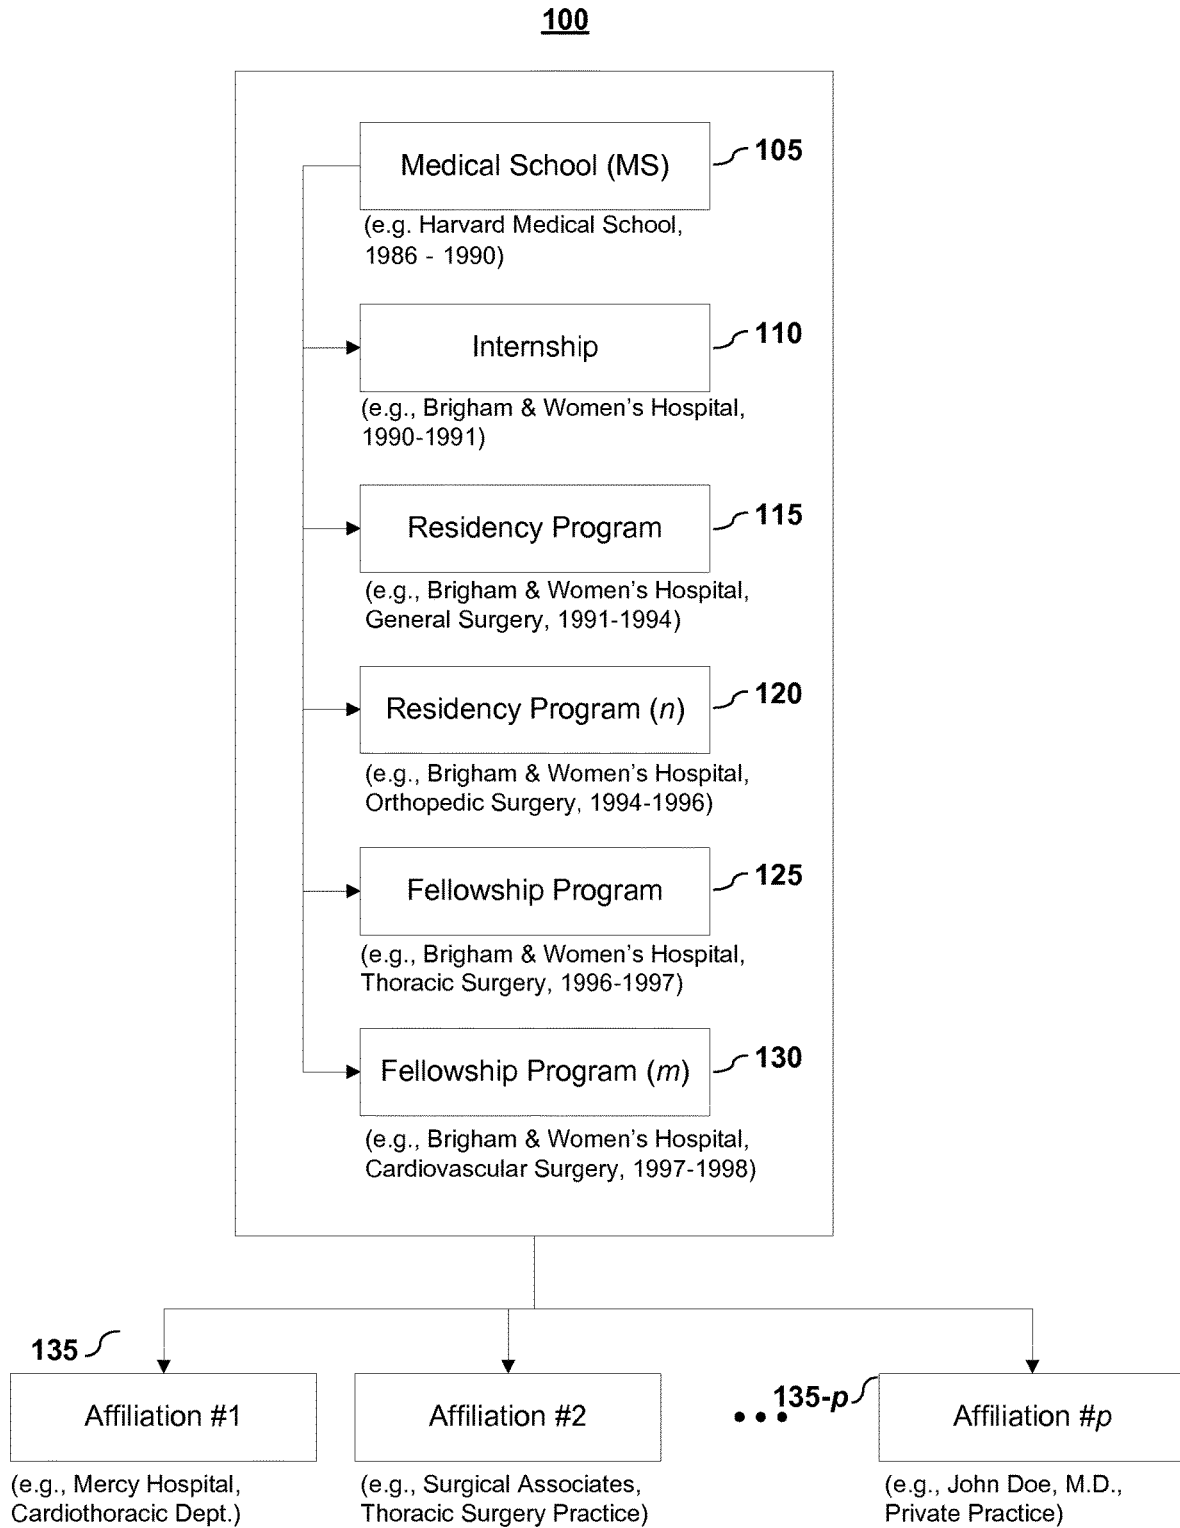 100
Medical School (MS)
105
(e.g. Harvard Medical School,
1986 - 1990)
Internship
110
(e.g., Brigham & Women's Hospital,
1990-1991)
Residency Program
115
(e.g., Brigham & Women's Hospital,
General Surgery, 1991-1994)
Residency Program (n)
120
(e.g., Brigham & Women's Hospital,
Orthopedic Surgery, 1994-1996)
Fellowship Program
125
(e.g., Brigham & Women's Hospital,
Thoracic Surgery, 1996-1997)
Fellowship Program (m)
130
(e.g., Brigham & Women's Hospital,
Cardiovascular Surgery, 1997-1998)
135
Affiliation #1
(e.g., Mercy Hospital,
Cardiothoracic Dept.)
Affiliation #2
(e.g., Surgical Associates,
Thoracic Surgery Practice)
•••
135-p
Affiliation #p
(e.g., John Doe, M.D.,
Private Practice)